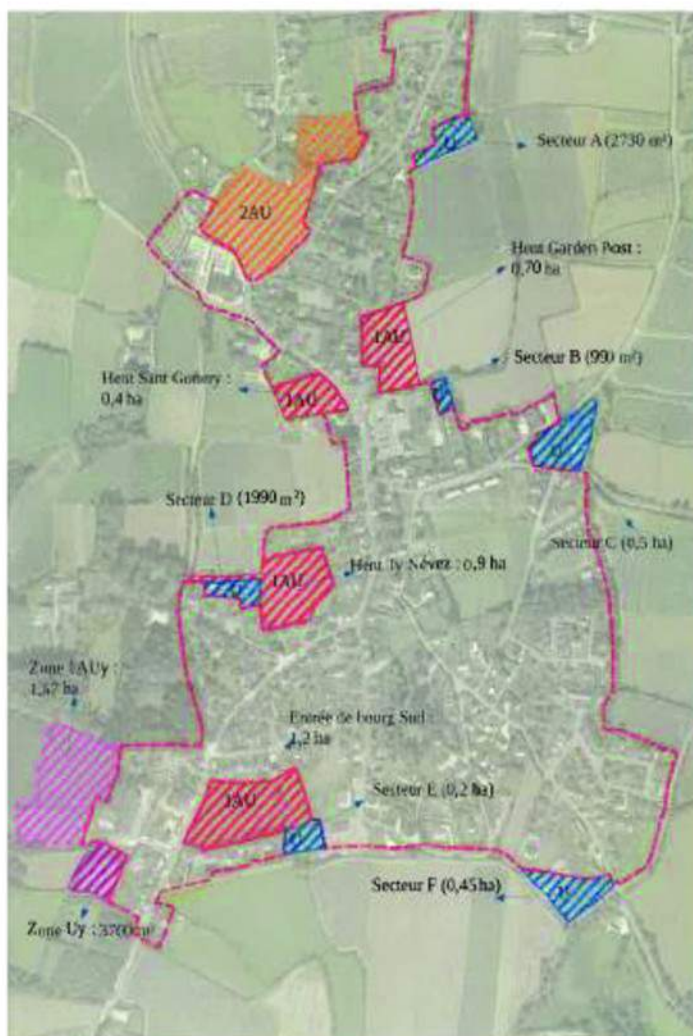 Secteur A (2730 m²)
U
2AU
Hent Garden Post :
0,70 ha
1AU
Secteur B (990 m²)
Hent Sant Gonery :
0,4 ha
1AU
U
Secteur D (1990 m²)
Secteur C (0,5 ha)
Hent Ty Névez : 0,9 ha
1AU
U
Zone 1AUy :
1,57 ha
Entrée de bourg Sud :
1,2 ha
1AU
Secteur E (0,2 ha)
U
Secteur F (0,45 ha)
U
Zone Uy : 3700 m²